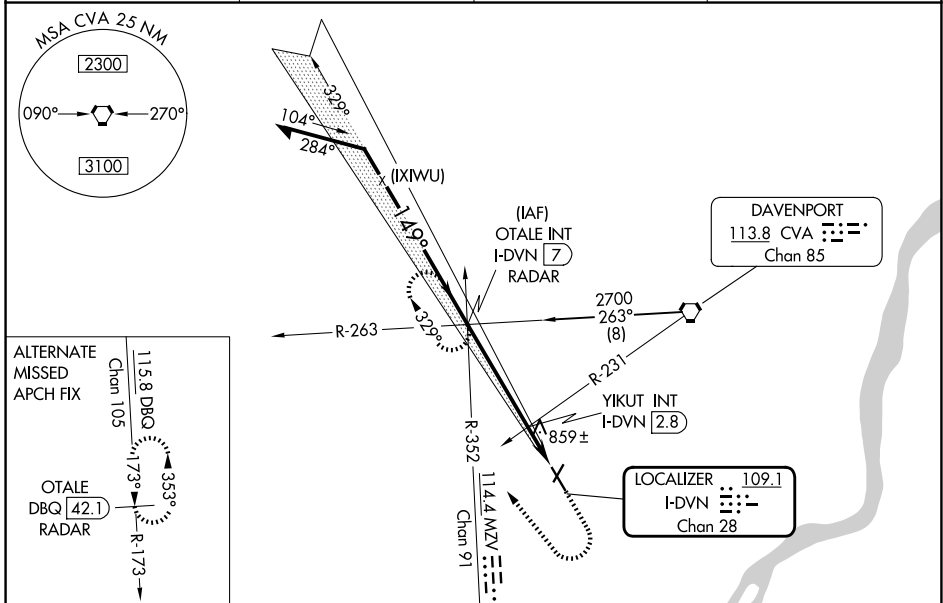 MSA CVA 25 NM
2300
090°
270°
3100
329°
104°
284°
(IXIWU)
149°
(IAF)
OTALE INT
I-DVN 7
RADAR
DAVENPORT
113.8 CVA
Chan 85
2700
263°
(8)
R-263
329°
R-231
YIKUT INT
I-DVN 2.8
859±
R-352
114.4 MZV
Chan 91
LOCALIZER 109.1
I-DVN
Chan 28
ALTERNATE
MISSED
APCH FIX
115.8 DBQ
Chan 105
173°
353°
OTALE
DBQ 42.1
RADAR
R-173